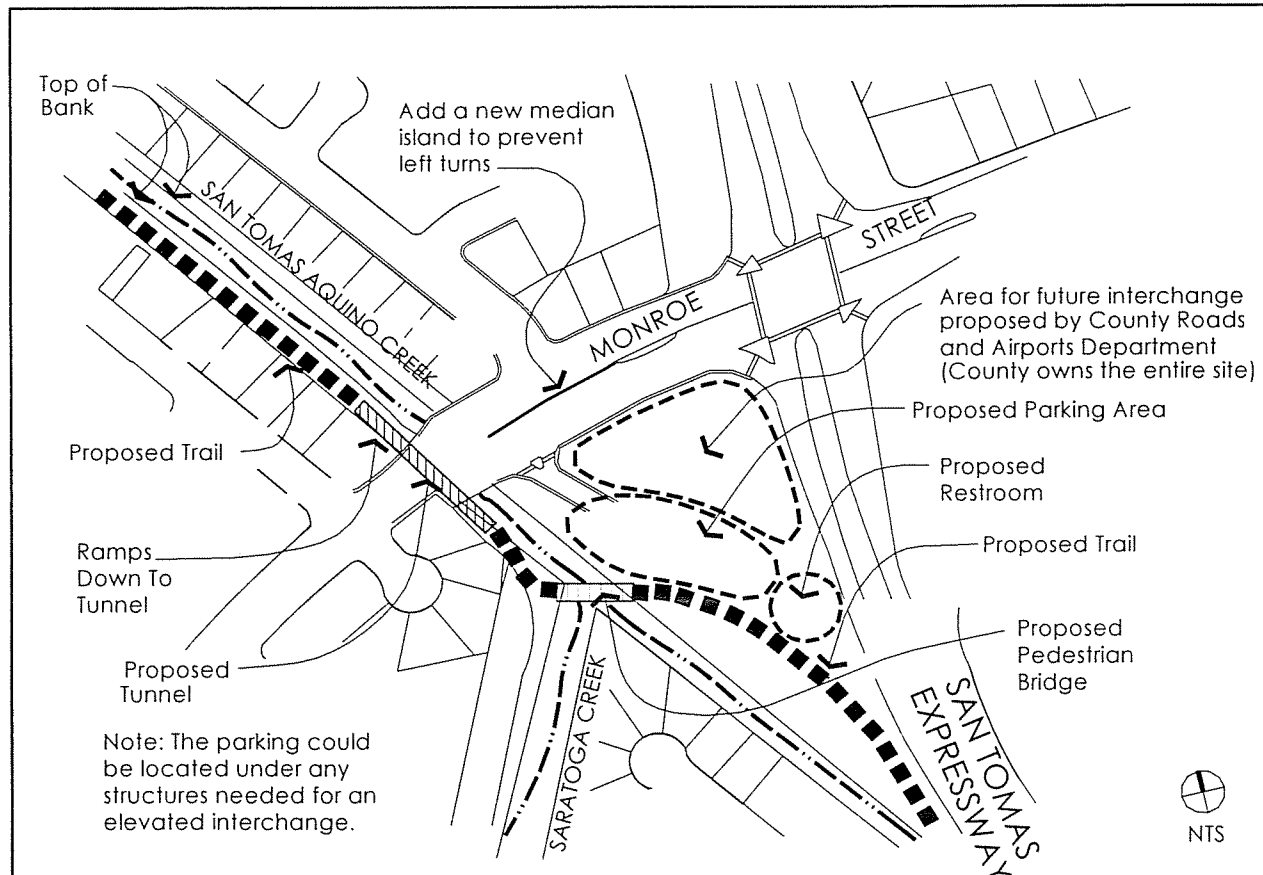 Top of
Bank
Add a new median
island to prevent
left turns
SAN TOMAS AQUINO CREEK
MONROE
STREET
Area for future interchange
proposed by County Roads
and Airports Department
(County owns the entire site)
Proposed Parking Area
Proposed
Restroom
Proposed Trail
Proposed Trail
Ramps
Down To
Tunnel
Proposed
Tunnel
Proposed
Pedestrian
Bridge
SARATOGA CREEK
SAN TOMAS
EXPRESSWAY
Note: The parking could
be located under any
structures needed for an
elevated interchange.
NTS